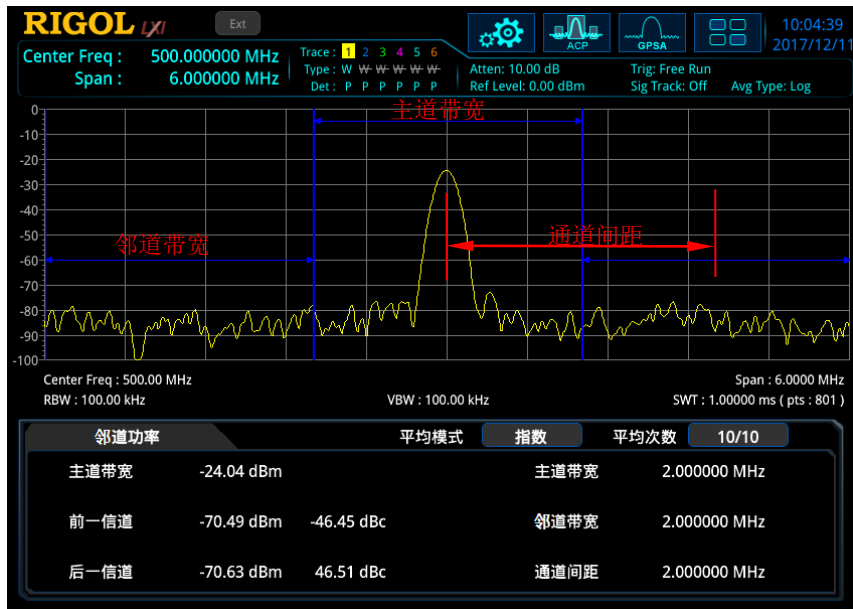 RIGOL LXI Ext 10:04:39
ACP GPSA 2017/12/11
Center Freq : 500.000000 MHz
Span : 6.000000 MHz
Trace : 1 2 3 4 5 6
Type : W W W W W W
Det : P P P P P P
Atten: 10.00 dB
Ref Level: 0.00 dBm
Trig: Free Run
Sig Track: Off Avg Type: Log
0
主道带宽
-10
-20
-30
-40
-50
邻道带宽
通道间距
-60
-70
-80
-90
-100
Center Freq : 500.00 MHz Span : 6.0000 MHz
RBW : 100.00 kHz VBW : 100.00 kHz SWT : 1.00000 ms ( pts : 801 )
邻道功率 平均模式 指数 平均次数 10/10
主道带宽 -24.04 dBm 主道带宽 2.000000 MHz
前一信道 -70.49 dBm -46.45 dBc 邻道带宽 2.000000 MHz
后一信道 -70.63 dBm 46.51 dBc 通道间距 2.000000 MHz